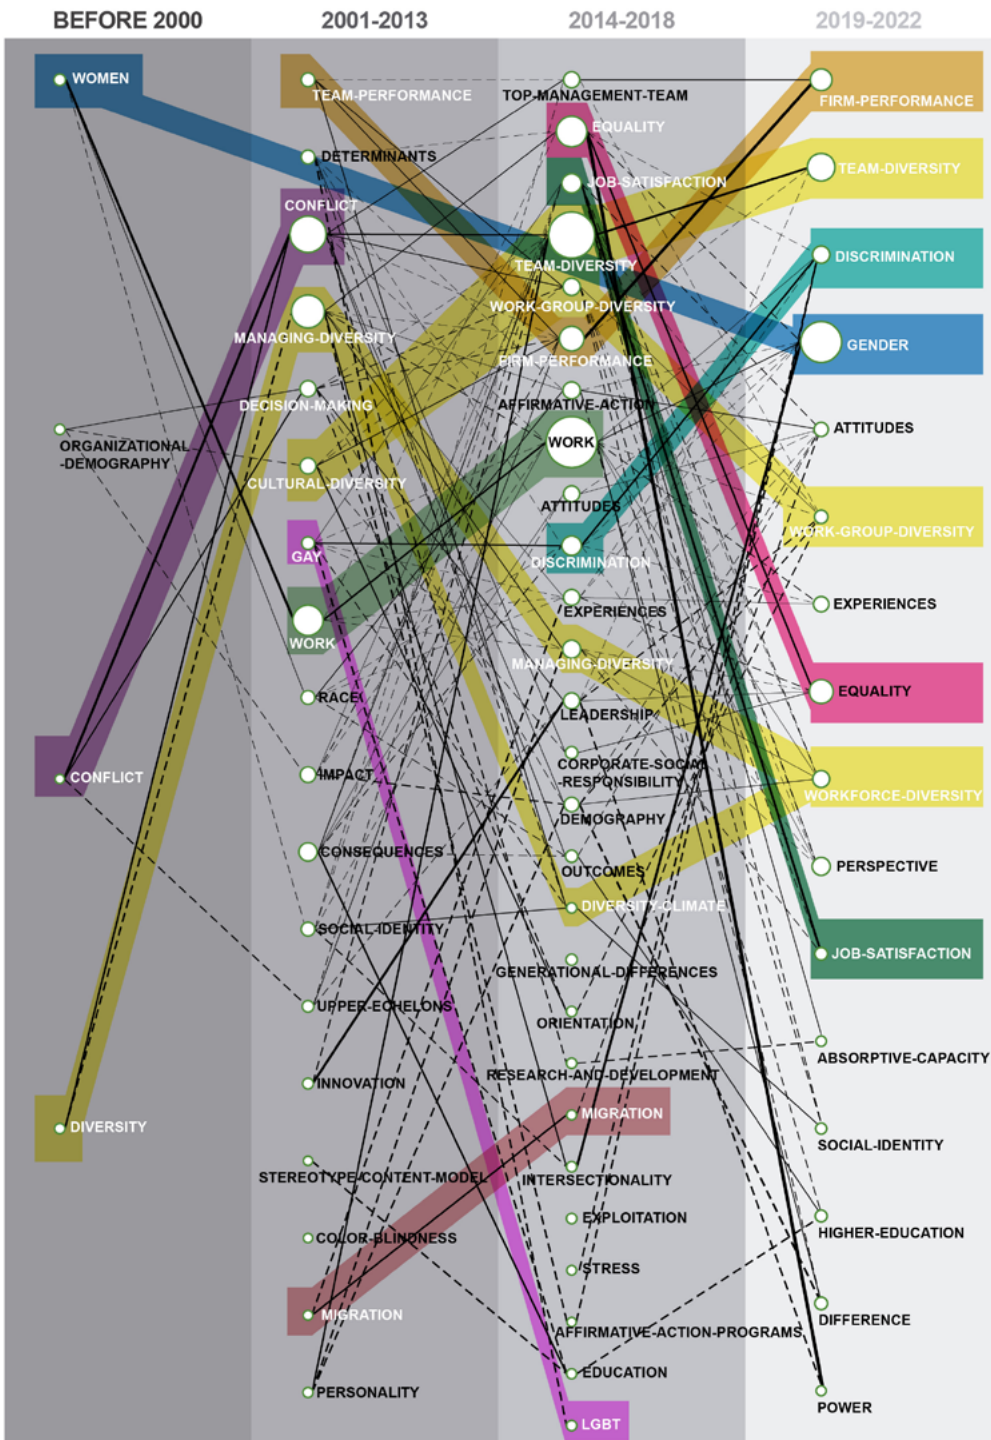 BEFORE 2000
2001-2013
2014-2018
2019-2022
WOMEN
ORGANIZATIONAL
-DEMOGRAPHY
CONFLICT
DIVERSITY
TEAM-PERFORMANCE
DETERMINANTS
CONFLICT
MANAGING-DIVERSITY
DECISION-MAKING
CULTURAL-DIVERSITY
GAY
WORK
RACE
IMPACT
CONSEQUENCES
SOCIAL-IDENTITY
UPPER-ECHELONS
INNOVATION
STEREOTYPE-CONTENT-MODEL
COLOR-BLINDNESS
MIGRATION
PERSONALITY
TOP-MANAGEMENT-TEAM
EQUALITY
JOB-SATISFACTION
TEAM-DIVERSITY
WORK-GROUP-DIVERSITY
FIRM-PERFORMANCE
AFFIRMATIVE-ACTION
WORK
ATTITUDES
DISCRIMINATION
EXPERIENCES
MANAGING-DIVERSITY
LEADERSHIP
CORPORATE-SOCIAL
-RESPONSIBILITY
DEMOGRAPHY
OUTCOMES
DIVERSITY-CLIMATE
GENERATIONAL-DIFFERENCES
ORIENTATION
RESEARCH-AND-DEVELOPMENT
MIGRATION
INTERSECTIONALITY
EXPLOITATION
STRESS
AFFIRMATIVE-ACTION-PROGRAMS
EDUCATION
LGBT
FIRM-PERFORMANCE
TEAM-DIVERSITY
DISCRIMINATION
GENDER
ATTITUDES
WORK-GROUP-DIVERSITY
EXPERIENCES
EQUALITY
WORKFORCE-DIVERSITY
PERSPECTIVE
JOB-SATISFACTION
ABSORPTIVE-CAPACITY
SOCIAL-IDENTITY
HIGHER-EDUCATION
DIFFERENCE
POWER